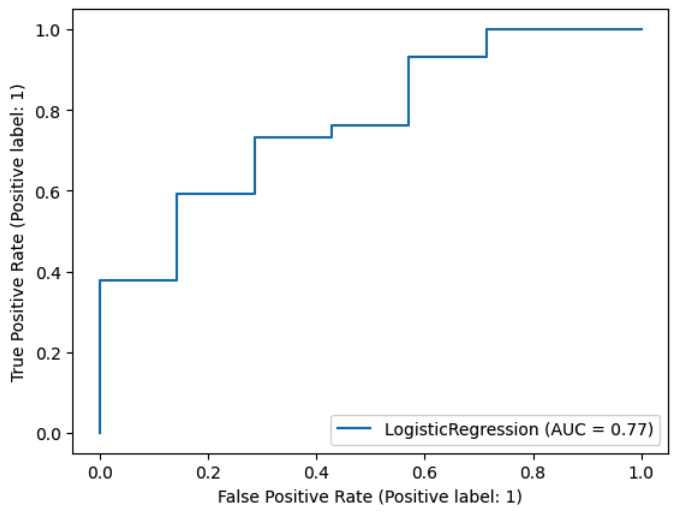 1.0
0.8
0.6
0.4
0.2
0.0
True Positive Rate (Positive label: 1)
LogisticRegression (AUC = 0.77)
0.0 0.2 0.4 0.6 0.8 1.0
False Positive Rate (Positive label: 1)